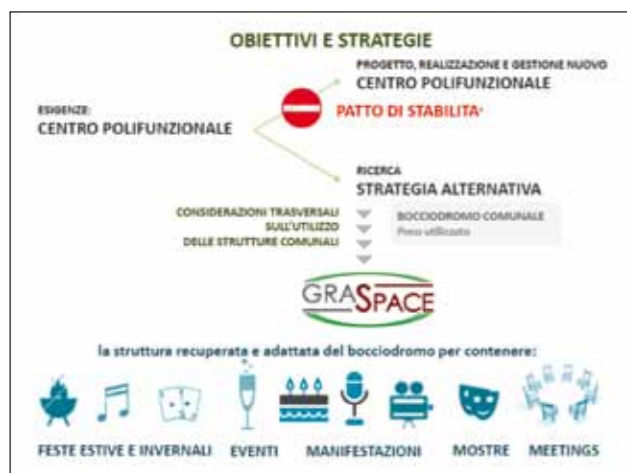 OBIETTIVI E STRATEGIE
PROGETTO, REALIZZAZIONE E GESTIONE NUOVO
CENTRO POLIFUNZIONALE
PATTO DI STABILITA'
ESIGENZE:
CENTRO POLIFUNZIONALE
RICERCA
STRATEGIA ALTERNATIVA
CONSIDERAZIONI TRASVERSALI
SULL'UTILIZZO
DELLE STRUTTURE COMUNALI
BOCCIODROMO COMUNALE
Poco utilizzato
GRASPACE
la struttura recuperata e adattata del bocciodromo per contenere:
FESTE ESTIVE E INVERNALI EVENTI MANIFESTAZIONI MOSTRE MEETINGS